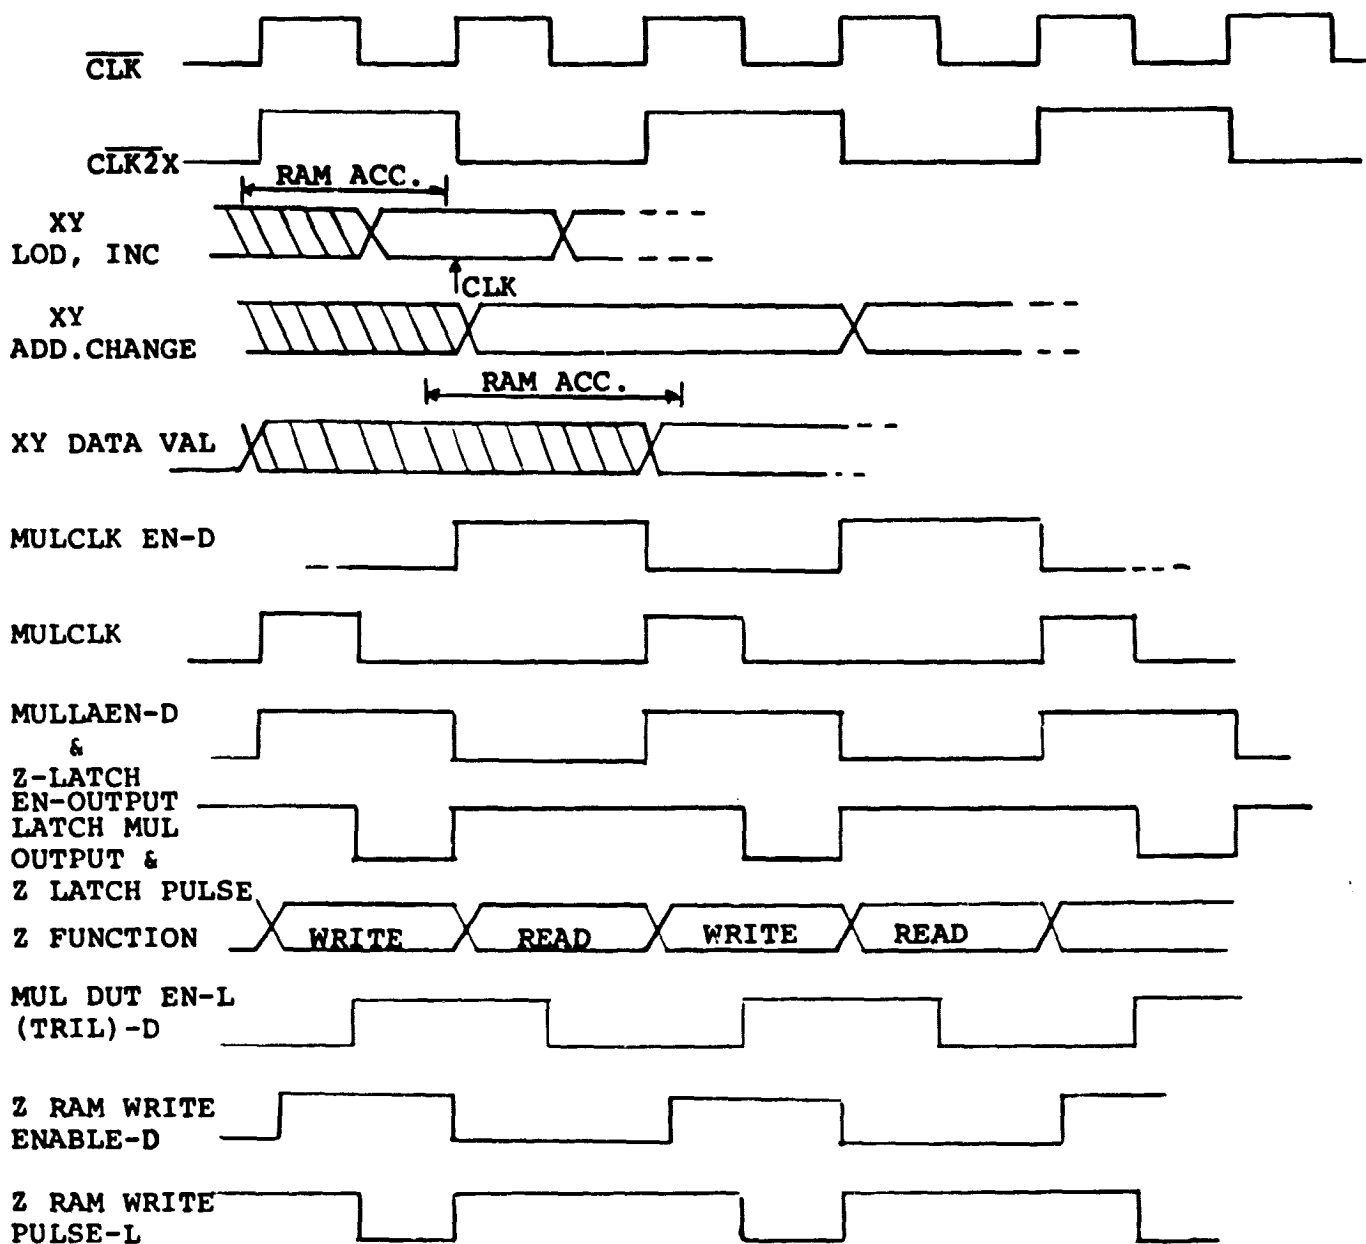 CLK
CLK2X
RAM ACC.
XY
LOD, INC
CLK
XY
ADD.CHANGE
RAM ACC.
XY DATA VAL
MULCLK EN-D
MULCLK
MULLAEN-D
&
Z-LATCH
EN-OUTPUT
LATCH MUL
OUTPUT &
Z LATCH PULSE
Z FUNCTION WRITE READ WRITE READ
MUL DUT EN-L
(TRIL)-D
Z RAM WRITE
ENABLE-D
Z RAM WRITE
PULSE-L